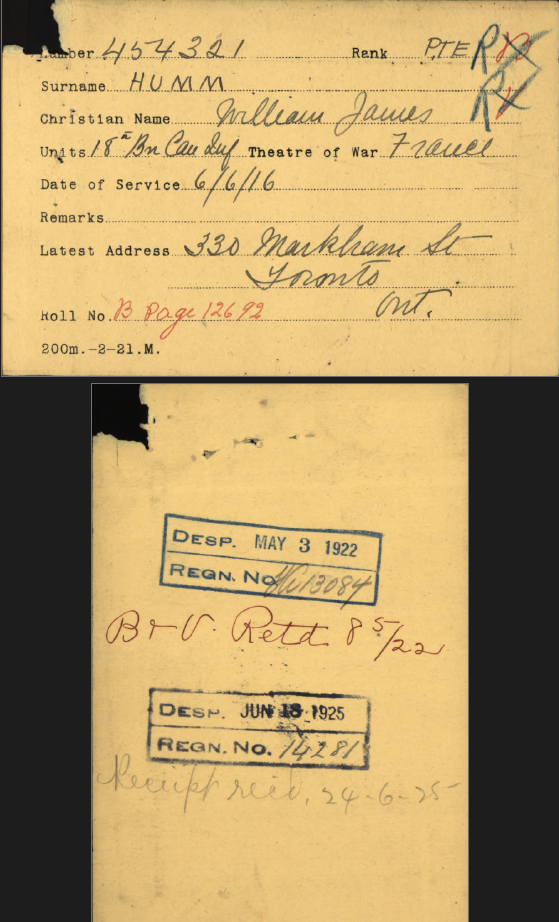 Number 454321 Rank PTE R
Surname HUMM R
Christian Name William James
Units 18th Bn Can Inf Theatre of War France
Date of Service 6/6/16
Remarks
Latest Address 330 Markham St
Toronto
Ont.
Roll No. B Page 12692
200m.-2-21.M.
DESP. MAY 3 1922
REGN. No. 13084
B & V. Retd 8 5/22
DESP. JUN 18 1925
REGN. No. 14281
Receipt recd. 24-6-25